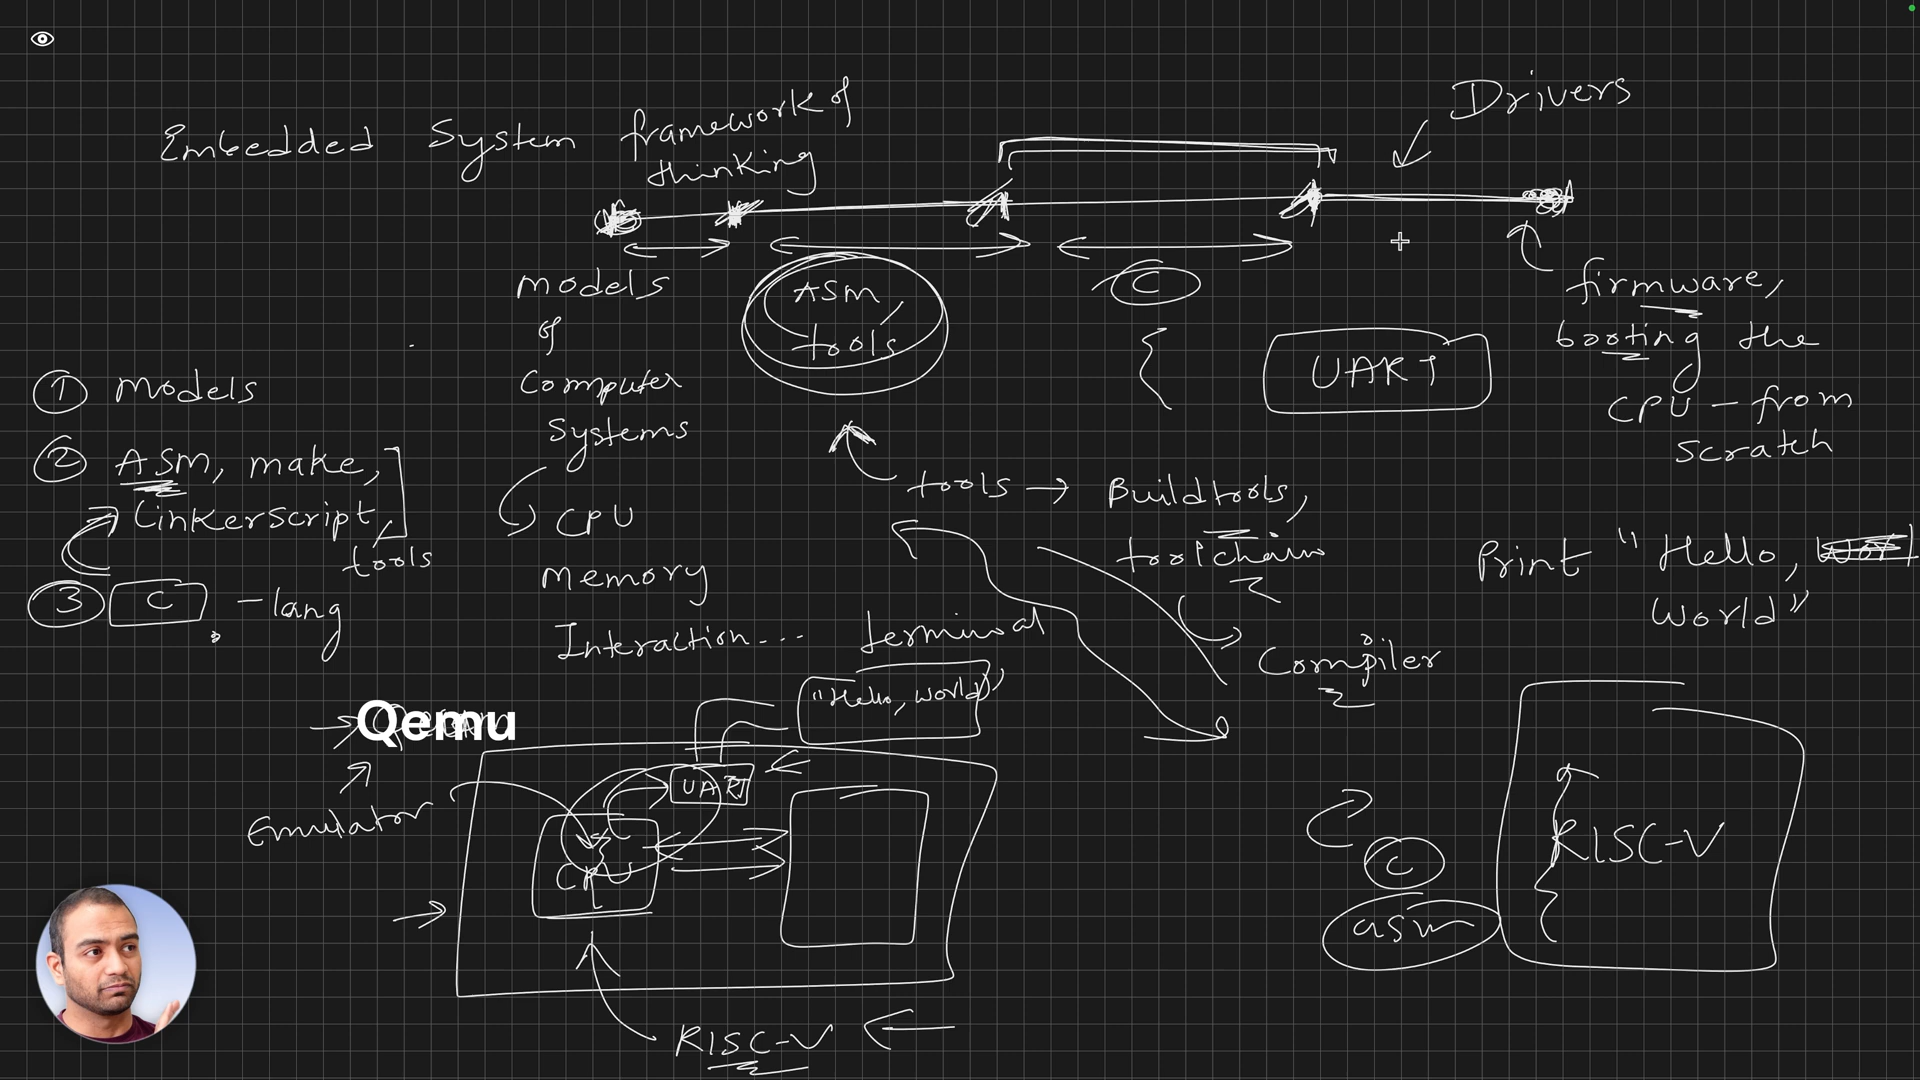 Drivers
Embedded System framework of
thinking
models
of
Computer
Systems
CPU
Memory
Interaction...
ASM,
tools
C
UART
firmware,
booting the
CPU - from
scratch
① Models
② ASM, make,
Linkerscript,
tools
③ C - lang
tools → Buildtools,
toolchain
Compiler
Print "Hello,
World"
terminal
"Hello, world"
Qemu
Emulator
UART
CPU
RISC-V
C
asm
RISC-V